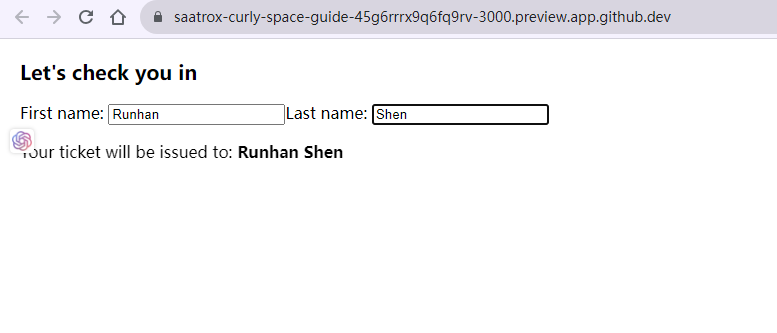 saatrox-curly-space-guide-45g6rrrx9q6fq9rv-3000.preview.app.github.dev
Let's check you in
First name: Runhan Last name: Shen
Your ticket will be issued to: Runhan Shen